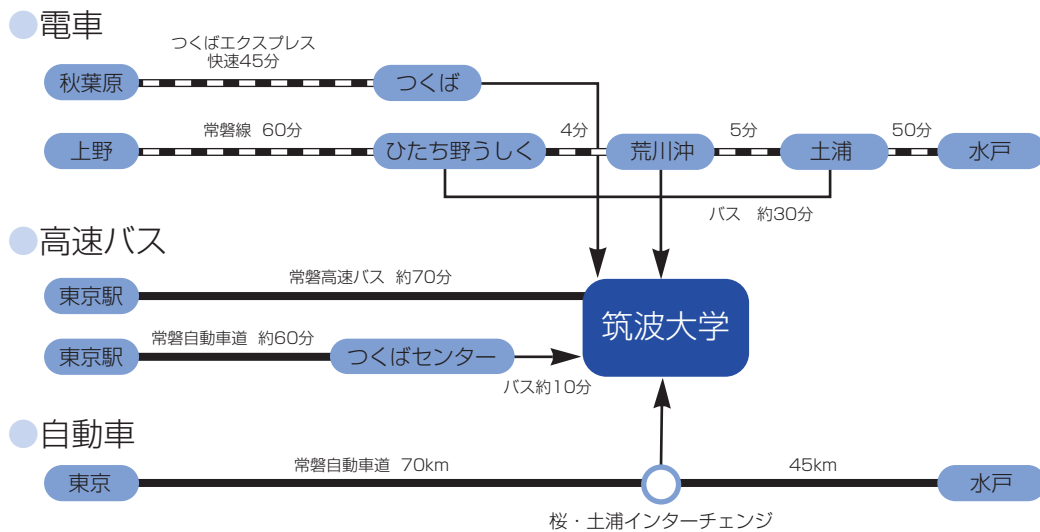 電車
つくばエクスプレス
快速45分
秋葉原
つくば
常磐線 60分
4分
5分
50分
上野
ひたち野うしく
荒川沖
土浦
水戸
バス 約30分
高速バス
常磐高速バス 約70分
東京駅
筑波大学
常磐自動車道 約60分
東京駅
つくばセンター
バス約10分
自動車
常磐自動車道 70km
45km
東京
水戸
桜・土浦インターチェンジ